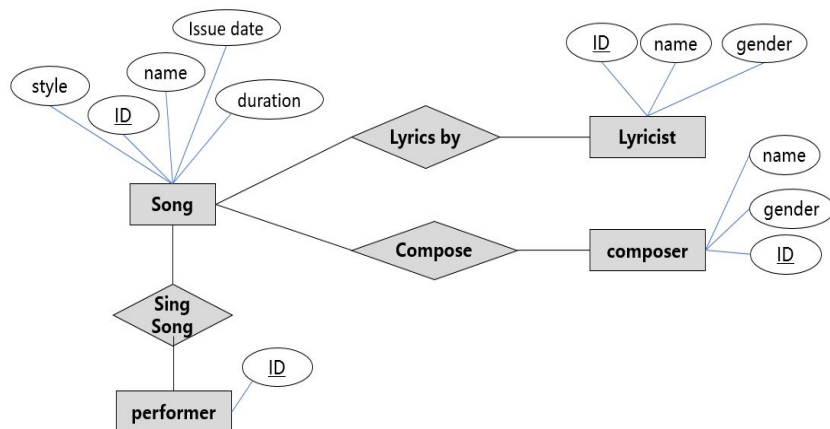 Issue date
style
ID
name
duration
ID
name
gender
Lyrics by
Lyricist
Song
Compose
composer
name
gender
ID
Sing
Song
performer
ID